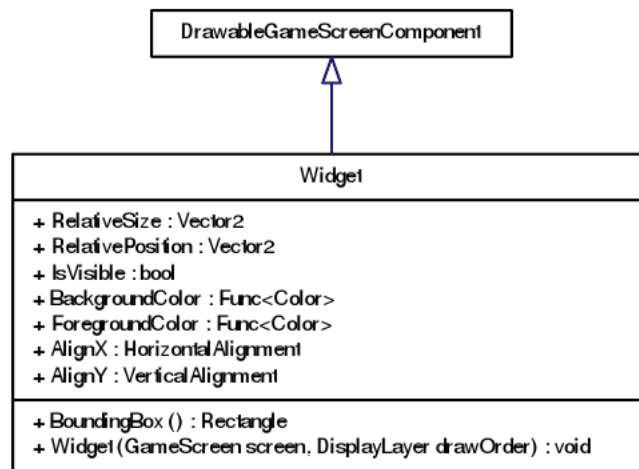 DrawableGameScreenComponent
Widget
+ RelativeSize : Vector2
+ RelativePosition : Vector2
+ IsVisible : bool
+ BackgroundColor : Func<Color>
+ ForegroundColor : Func<Color>
+ AlignX : HorizontalAlignment
+ AlignY : VerticalAlignment
+ BoundingBox () : Rectangle
+ Widget (GameScreen screen, DisplayLayer drawOrder) : void